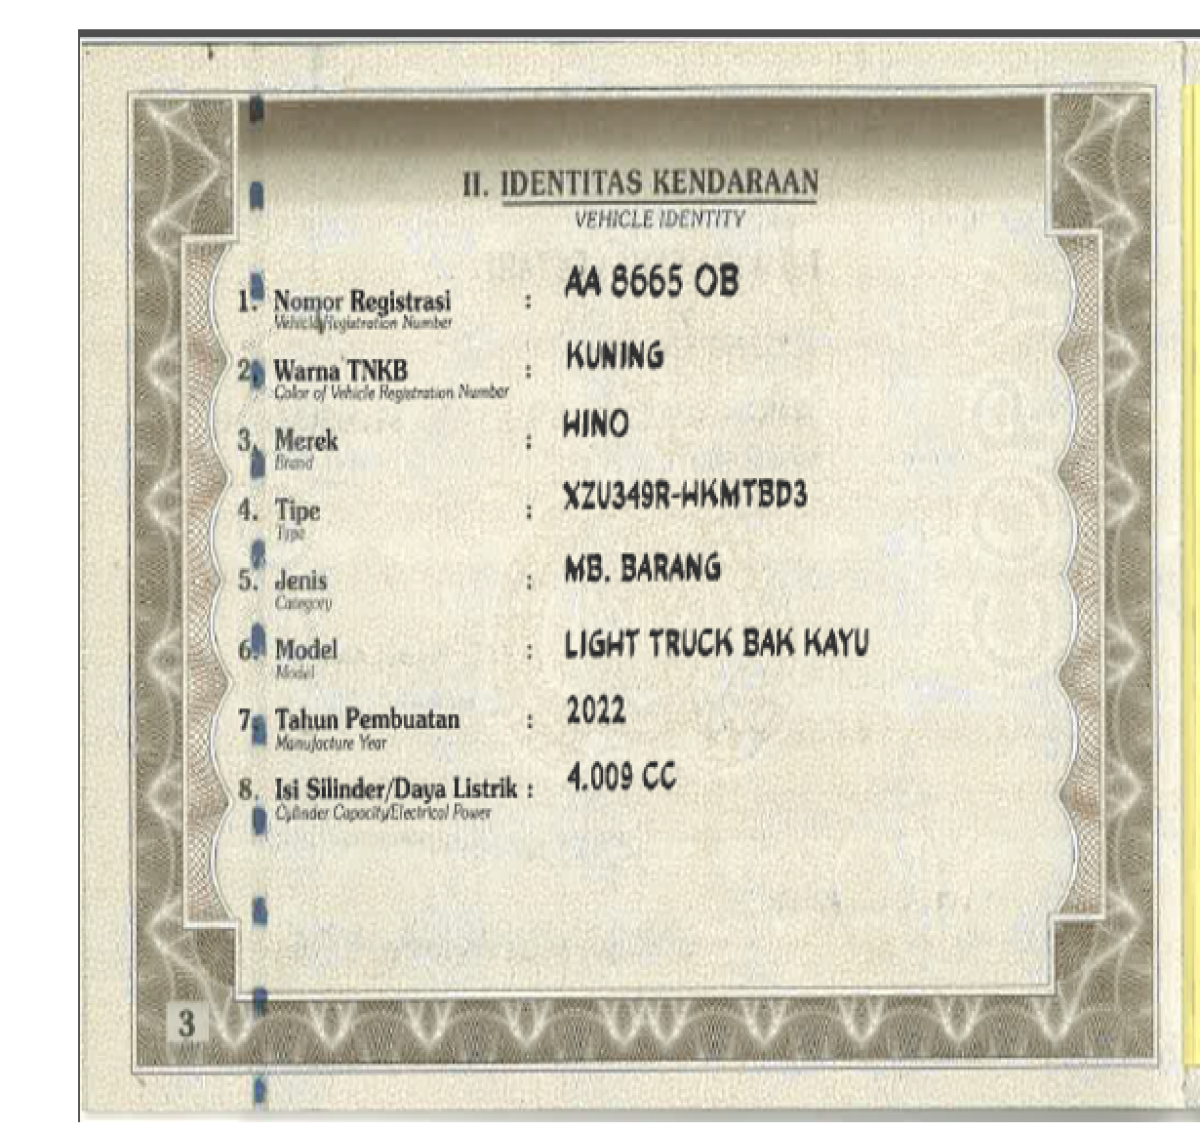 II. IDENTITAS KENDARAAN
VEHICLE IDENTITY
1. Nomor Registrasi : AA 8665 OB
Vehicle Registration Number
2. Warna TNKB : KUNING
Color of Vehicle Registration Number
3. Merek : HINO
Brand
4. Tipe : XZU349R-HKMTBD3
Type
5. Jenis : MB. BARANG
Category
6. Model : LIGHT TRUCK BAK KAYU
Model
7. Tahun Pembuatan : 2022
Manufacture Year
8. Isi Silinder/Daya Listrik : 4.009 CC
Cylinder Capacity/Electrical Power
3